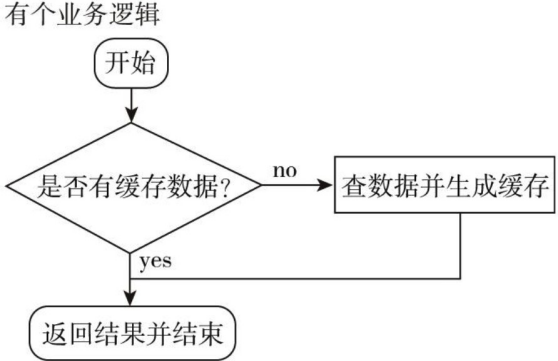 有个业务逻辑
开始
是否有缓存数据?
no
查数据并生成缓存
yes
返回结果并结束